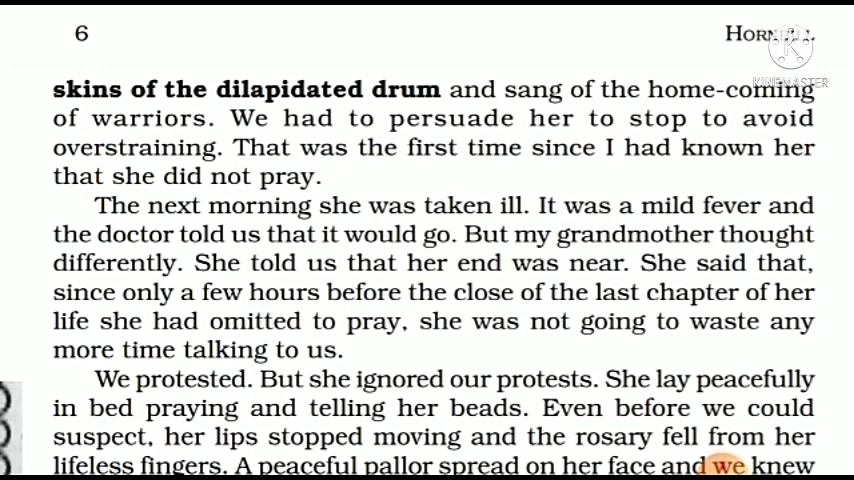 6
HORNBILL
KINEMASTER
skins of the dilapidated drum and sang of the home-coming
of warriors. We had to persuade her to stop to avoid
overstraining. That was the first time since I had known her
that she did not pray.
The next morning she was taken ill. It was a mild fever and
the doctor told us that it would go. But my grandmother thought
differently. She told us that her end was near. She said that,
since only a few hours before the close of the last chapter of her
life she had omitted to pray, she was not going to waste any
more time talking to us.
We protested. But she ignored our protests. She lay peacefully
in bed praying and telling her beads. Even before we could
suspect, her lips stopped moving and the rosary fell from her
lifeless fingers. A peaceful pallor spread on her face and we knew